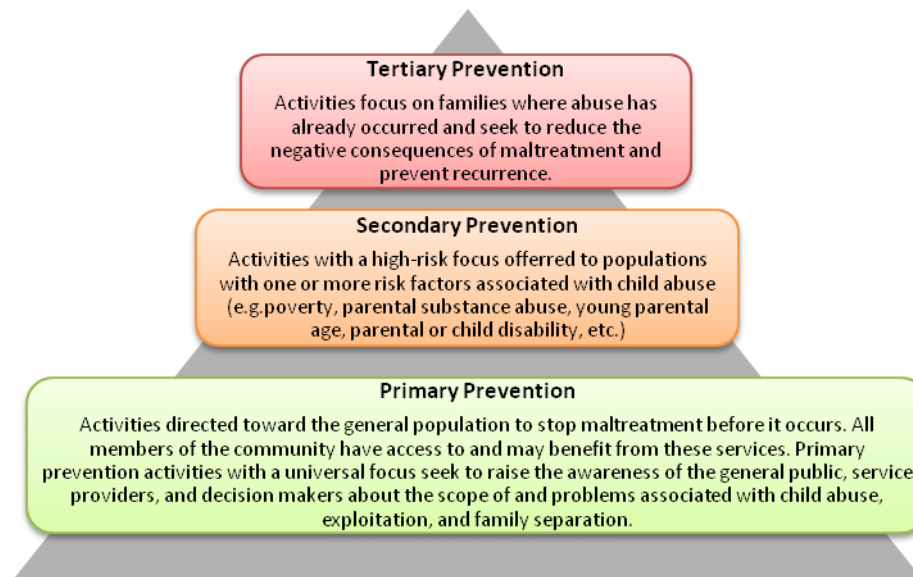 Tertiary Prevention
Activities focus on families where abuse has
already occurred and seek to reduce the
negative consequences of maltreatment and
prevent recurrence.
Secondary Prevention
Activities with a high-risk focus offerred to populations
with one or more risk factors associated with child abuse
(e.g.poverty, parental substance abuse, young parental
age, parental or child disability, etc.)
Primary Prevention
Activities directed toward the general population to stop maltreatment before it occurs. All
members of the community have access to and may benefit from these services. Primary
prevention activities with a universal focus seek to raise the awareness of the general public, service
providers, and decision makers about the scope of and problems associated with child abuse,
exploitation, and family separation.